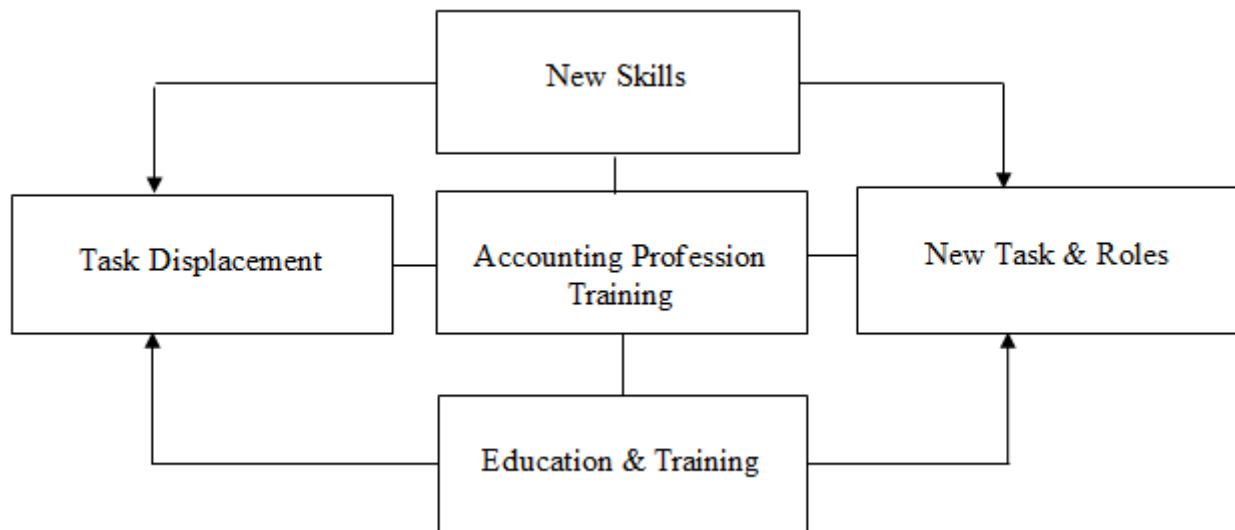 New Skills
Task Displacement
Accounting Profession
Training
New Task & Roles
Education & Training